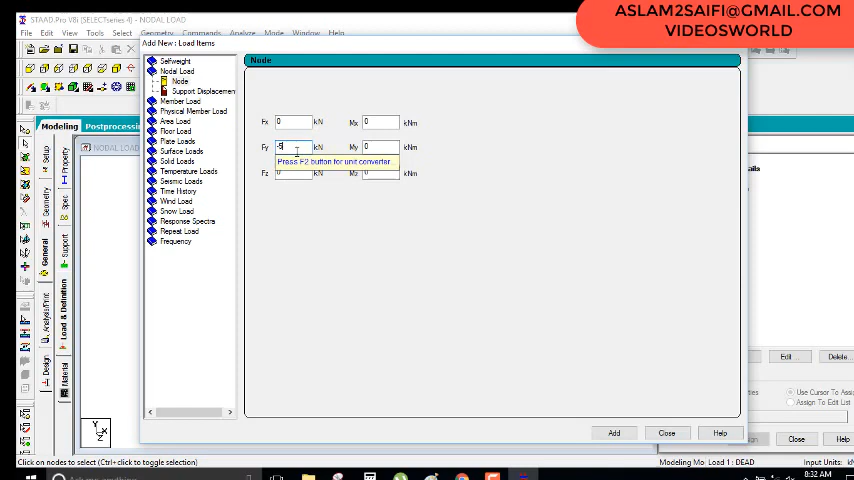 ASLAM2SAIFI@GMAIL.COM
VIDEOSWORLD
STAAD.Pro V8i (SELECTseries 4) - NODAL LOAD
File Edit View Tools Select Geometry Commands Analyze Mode Window Help
Add New : Load Items
Selfweight
Nodal Load
Node
Support Displacemen
Member Load
Physical Member Load
Area Load
Floor Load
Plate Loads
Surface Loads
Solid Loads
Temperature Loads
Seismic Loads
Time History
Wind Load
Snow Load
Response Spectra
Repeat Load
Frequency
Node
Fx 0 kN Mx 0 kNm
Fy -5 kN My 0 kNm
Press F2 button for unit converter.
Fz 0 kN Mz 0 kNm
Add Close Help
Modeling Postprocessing
NODAL LOAD
Setup
Geometry
General
Analysis/Print
Design
Property
Spec
Support
Load & Definition
Material
Y
X
Z
Edit ... Delete...
Use Cursor To Assign
Assign To Edit List
Close Help
Click on nodes to select (Ctrl+click to toggle selection)
Modeling Mo Load 1 : DEAD
Input Units:
8:32 AM